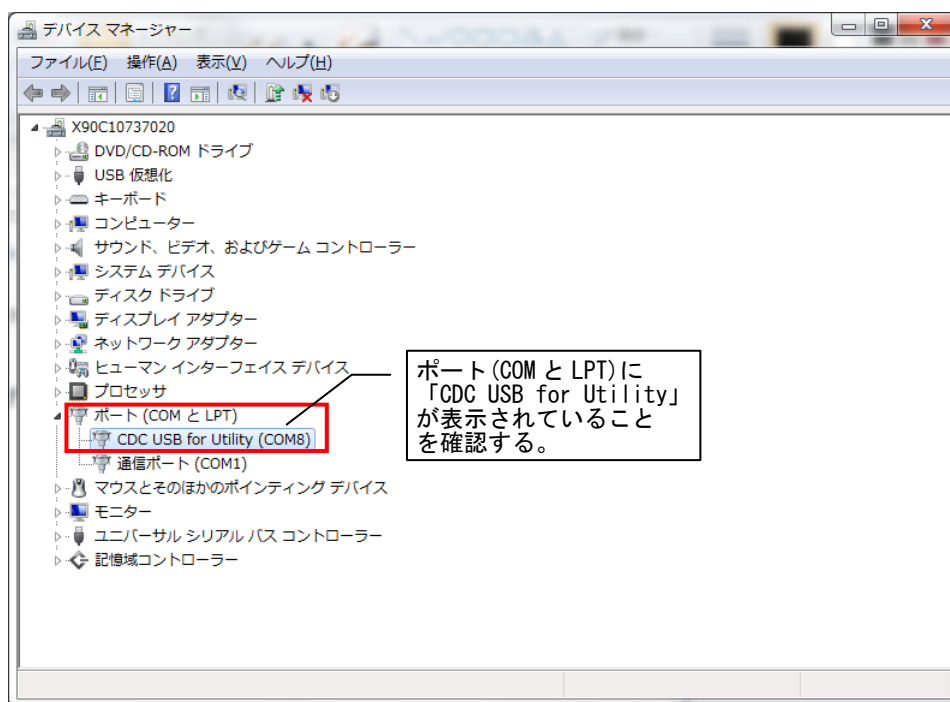 デバイス マネージャー
ファイル(F) 操作(A) 表示(V) ヘルプ(H)
X90C10737020
DVD/CD-ROM ドライブ
USB 仮想化
キーボード
コンピューター
サウンド、ビデオ、およびゲーム コントローラー
システム デバイス
ディスク ドライブ
ディスプレイ アダプター
ネットワーク アダプター
ヒューマン インターフェイス デバイス
プロセッサ
ポート (COM と LPT)
CDC USB for Utility (COM8)
通信ポート (COM1)
マウスとそのほかのポインティング デバイス
モニター
ユニバーサル シリアル バス コントローラー
記憶域コントローラー
ポート(COM と LPT)に
「CDC USB for Utility」
が表示されていること
を確認する。